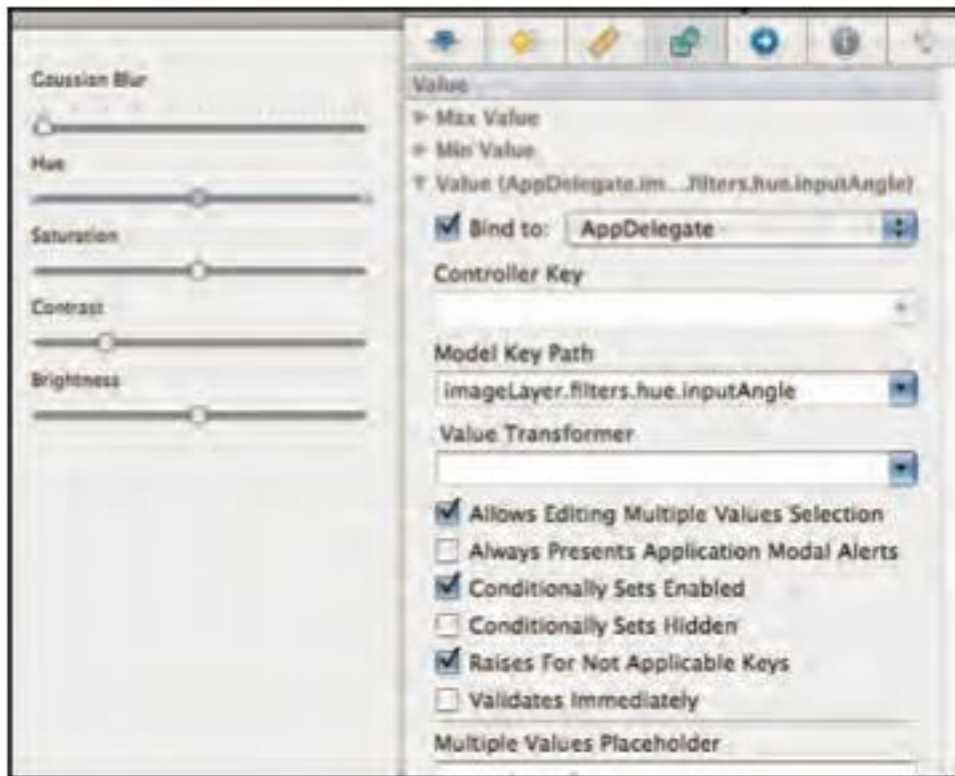 Gaussian Blur
Hue
Saturation
Contrast
Brightness
Value
Max Value
Min Value
Value (AppDelegate.im...filters.hue.inputAngle)
Bind to: AppDelegate
Controller Key
Model Key Path
imageLayer.filters.hue.inputAngle
Value Transformer
Allows Editing Multiple Values Selection
Always Presents Application Modal Alerts
Conditionally Sets Enabled
Conditionally Sets Hidden
Raises For Not Applicable Keys
Validates Immediately
Multiple Values Placeholder